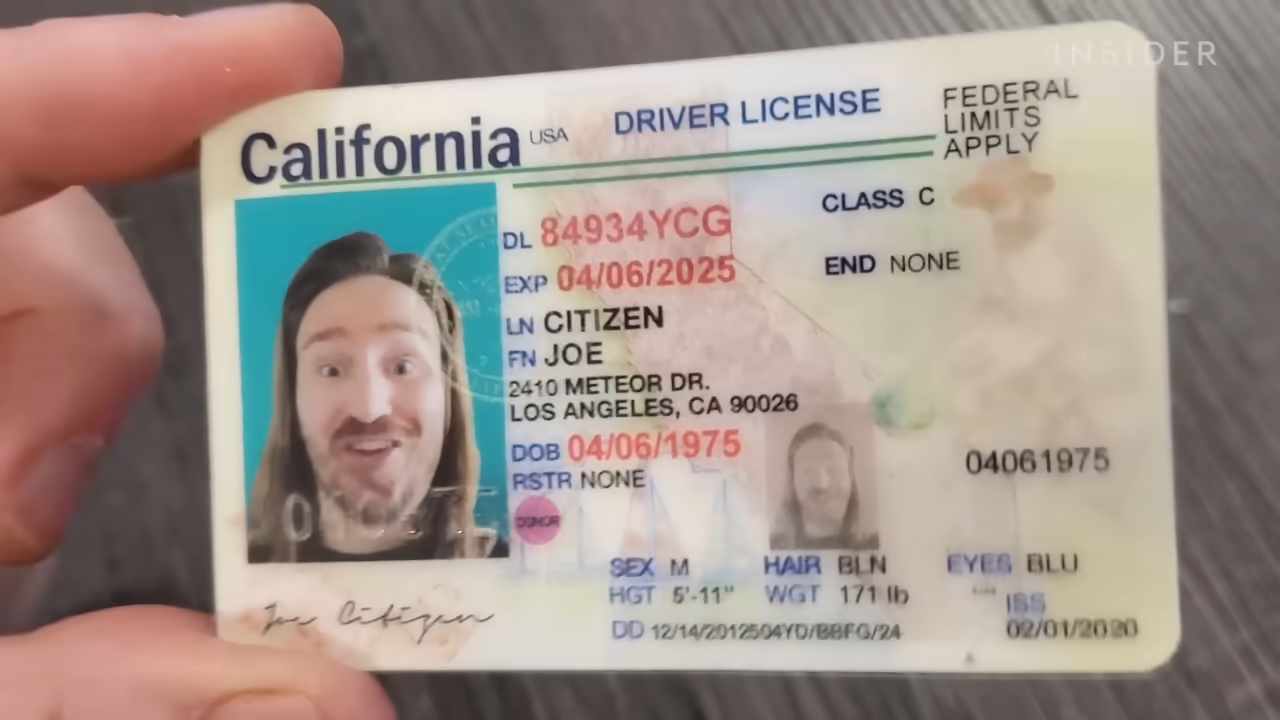 INSIDER
California USA DRIVER LICENSE
FEDERAL
LIMITS
APPLY
DL 84934YCG
CLASS C
EXP 04/06/2025
END NONE
LN CITIZEN
FN JOE
2410 METEOR DR.
LOS ANGELES, CA 90026
DOB 04/06/1975
RSTR NONE
04061975
DONOR
SEX M HAIR BLN EYES BLU
HGT 5'-11" WGT 171 lb
ISS
DD 12/14/2012504YD/BBFG/24
02/01/2020
Joe Citizen